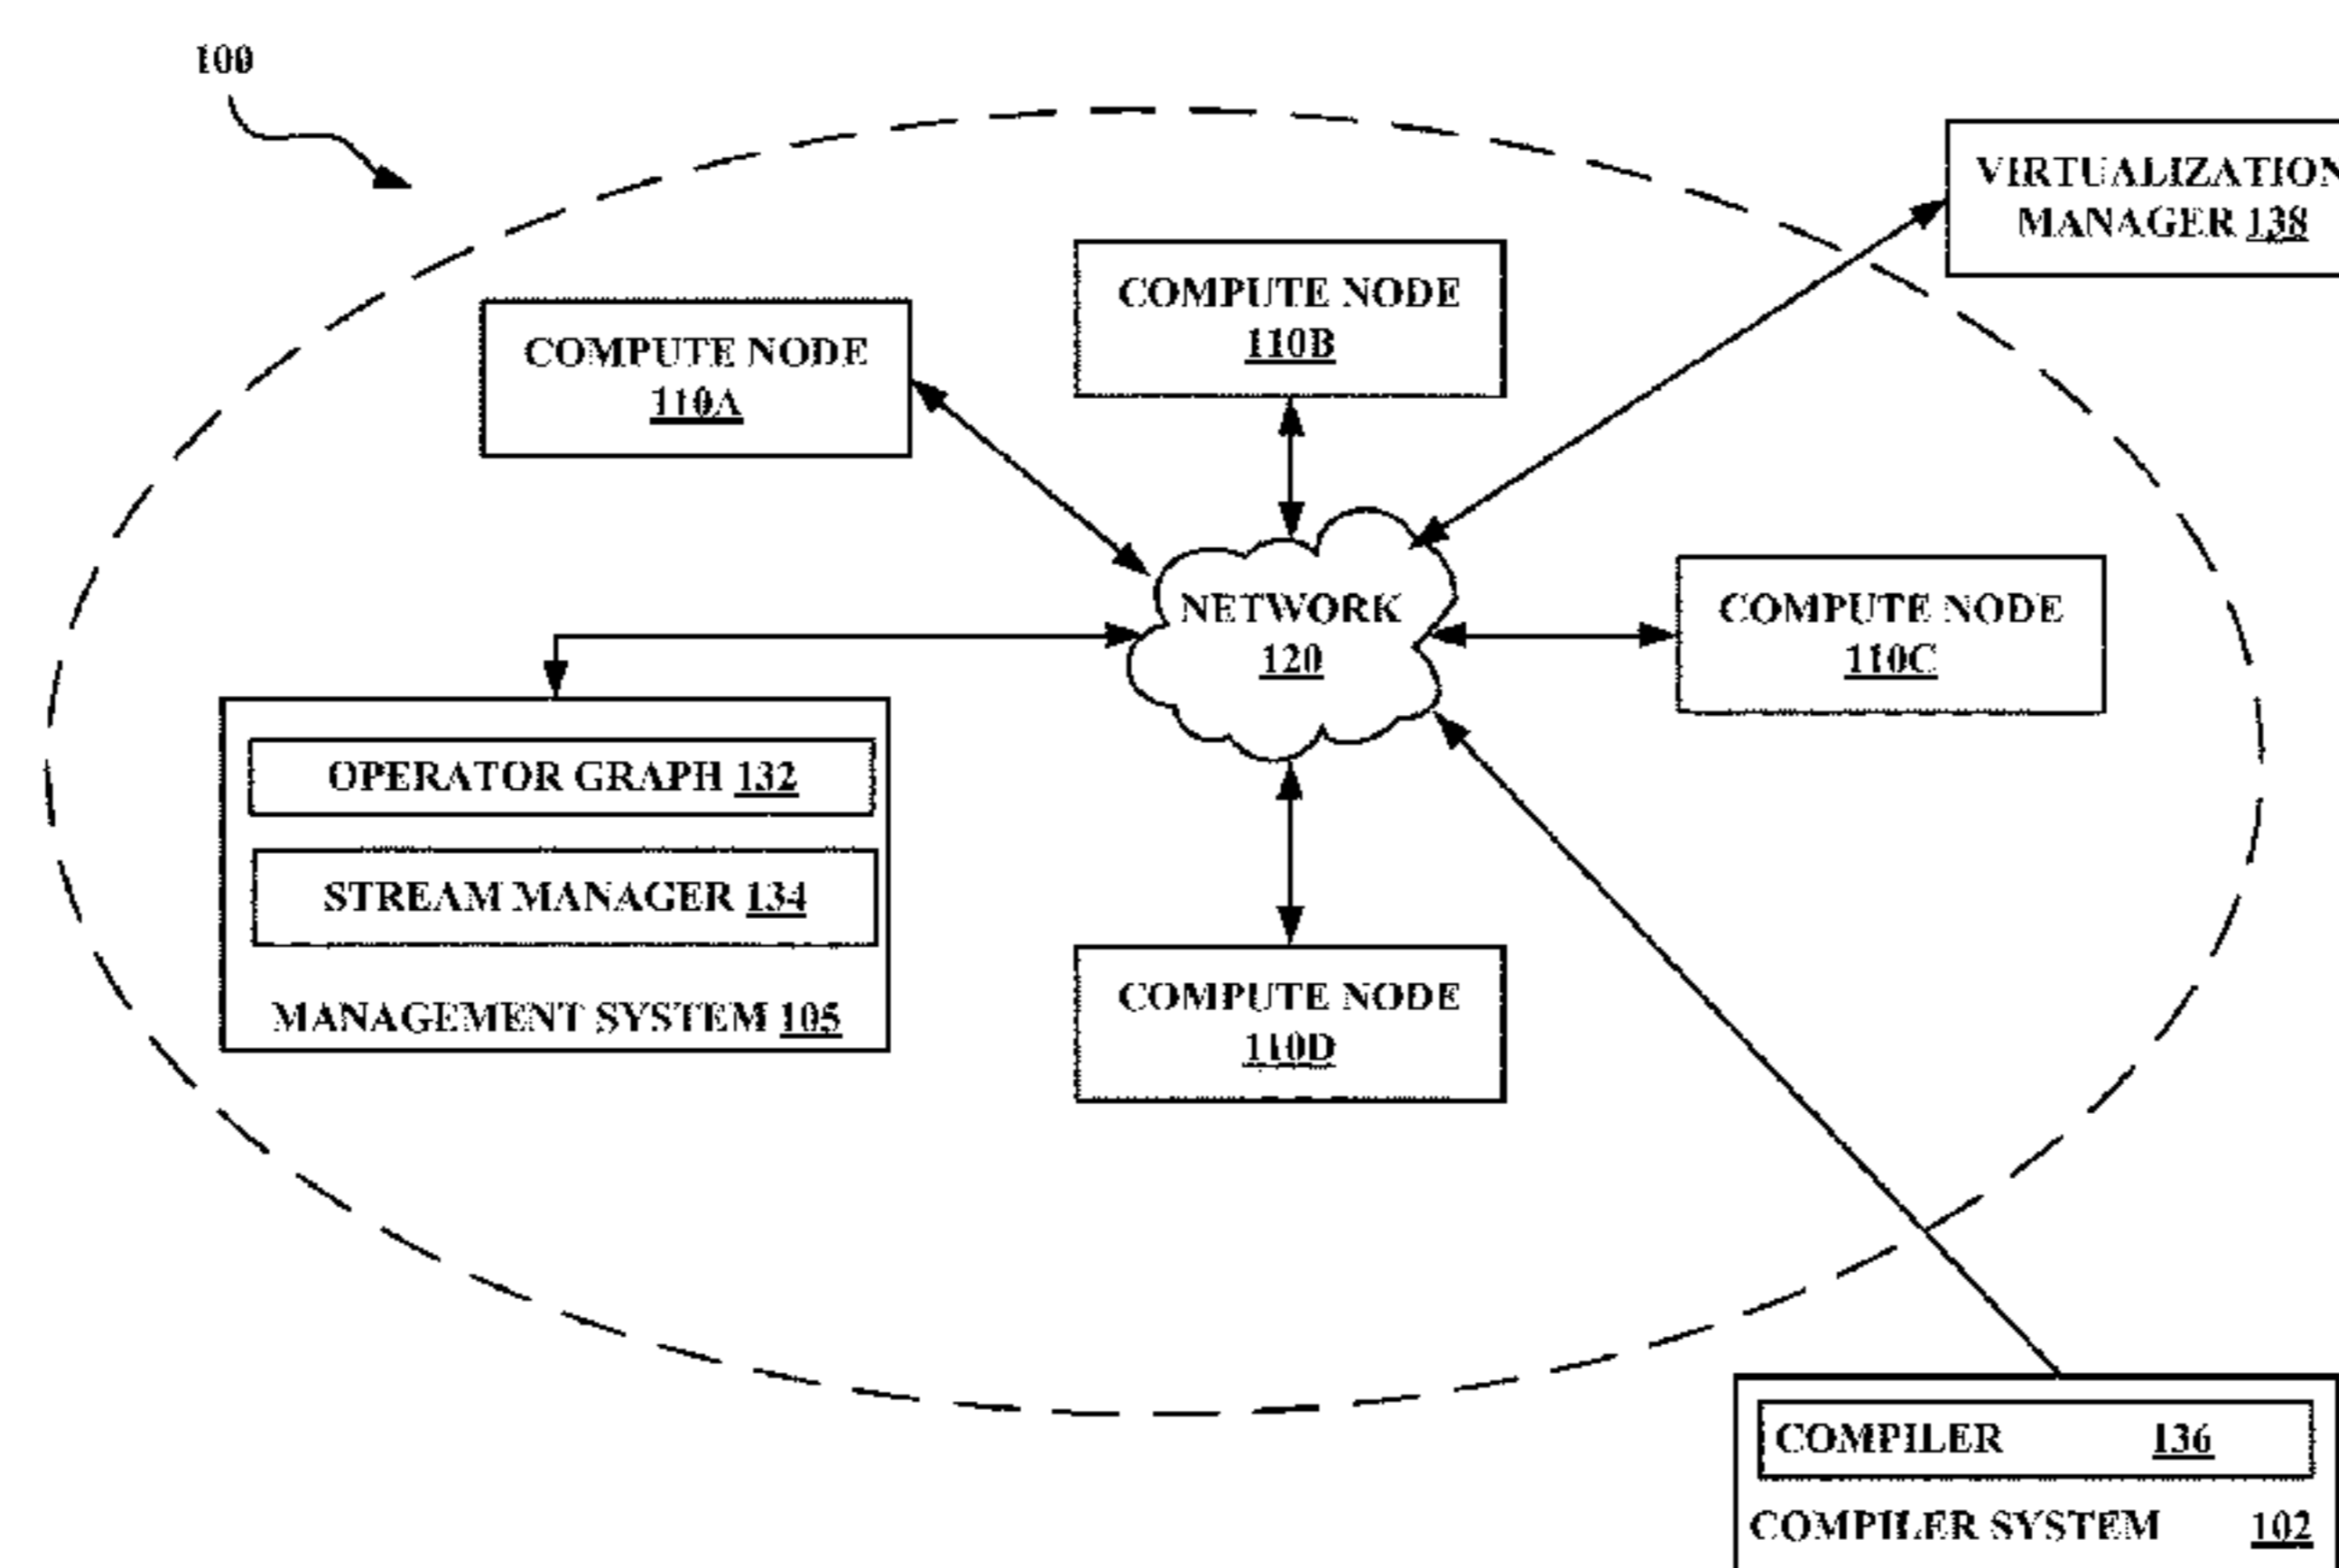 100
VIRTUALIZATION
MANAGER 138
COMPUTE NODE
110B
COMPUTE NODE
110A
NETWORK
120
COMPUTE NODE
110C
OPERATOR GRAPH 132
STREAM MANAGER 134
MANAGEMENT SYSTEM 105
COMPUTE NODE
110D
COMPILER 136
COMPILER SYSTEM 102